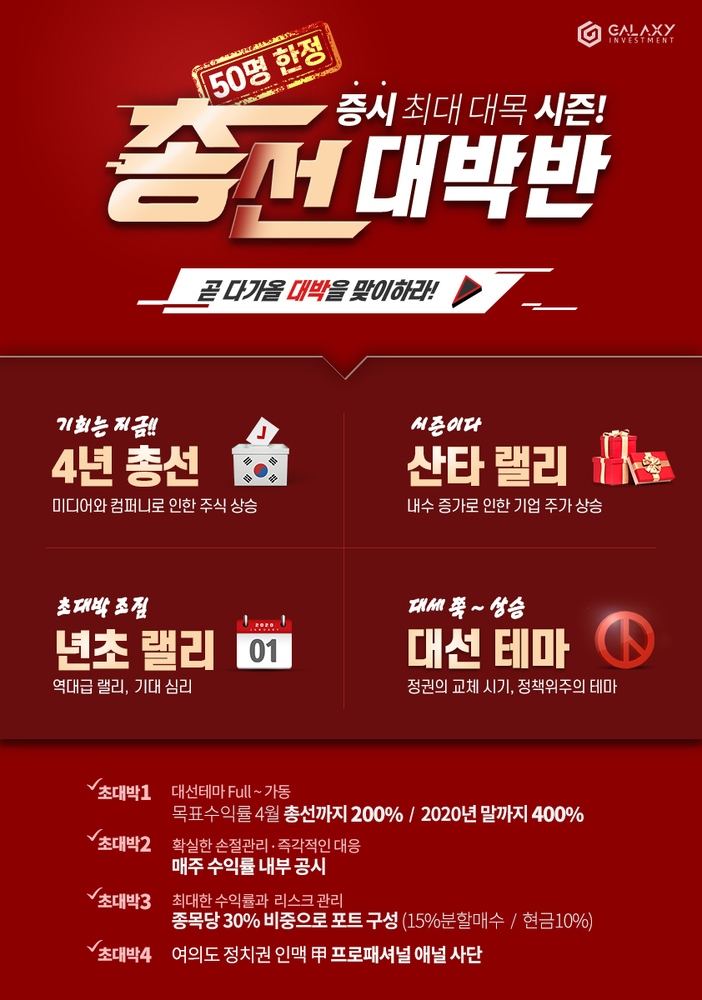 GALAXY
INVESTMENT
50명 한정
증시 최대 대목 시즌!
총선 대박반
곧 다가올 대박을 맞이하라!
기회는 지금!!
4년 총선
미디어와 컴퍼니로 인한 주식 상승
시즌이다
산타 랠리
내수 증가로 인한 기업 주가 상승
초대박 조짐
년초 랠리
역대급 랠리, 기대 심리
2020
JANUARY
01
대세 쭉 ~ 상승
대선 테마
정권의 교체 시기, 정책위주의 테마
초대박1
대선테마 Full ~ 가동
목표수익률 4월 총선까지 200% / 2020년 말까지 400%
초대박2
확실한 손절관리 · 즉각적인 대응
매주 수익률 내부 공시
초대박3
최대한 수익률과 리스크 관리
종목당 30% 비중으로 포트 구성 (15%분할매수 / 현금10%)
초대박4
여의도 정치권 인맥 甲 프로패셔널 애널 사단